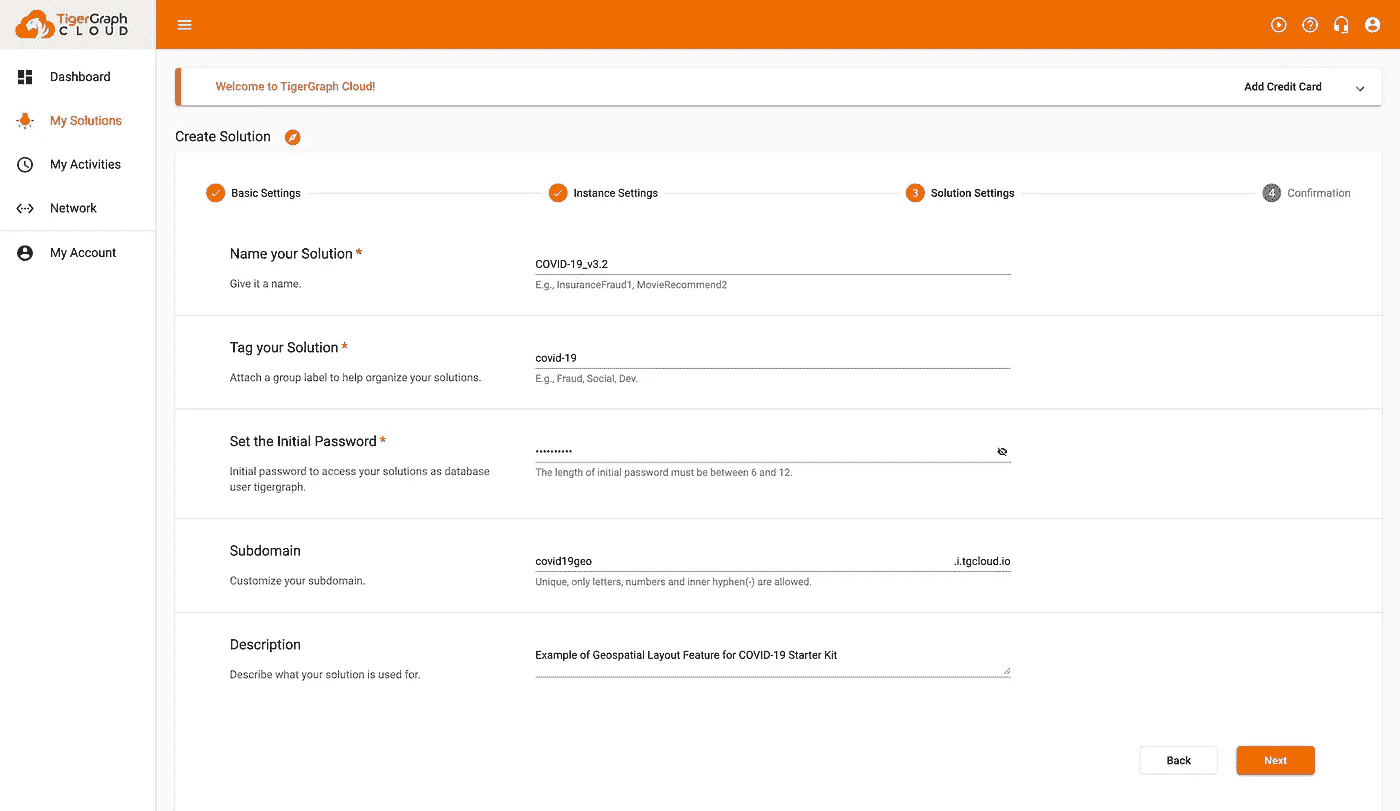 TigerGraph
CLOUD
Dashboard
My Solutions
My Activities
Network
My Account
Welcome to TigerGraph Cloud!
Add Credit Card
Create Solution
Basic Settings
Instance Settings
3 Solution Settings
4 Confirmation
Name your Solution *
Give it a name.
COVID-19_v3.2
E.g., InsuranceFraud1, MovieRecommend2
Tag your Solution *
Attach a group label to help organize your solutions.
covid-19
E.g., Fraud, Social, Dev.
Set the Initial Password *
Initial password to access your solutions as database
user tigergraph.
••••••••••
The length of initial password must be between 6 and 12.
Subdomain
Customize your subdomain.
covid19geo .i.tgcloud.io
Unique, only letters, numbers and inner hyphen(-) are allowed.
Description
Describe what your solution is used for.
Example of Geospatial Layout Feature for COVID-19 Starter Kit
Back
Next